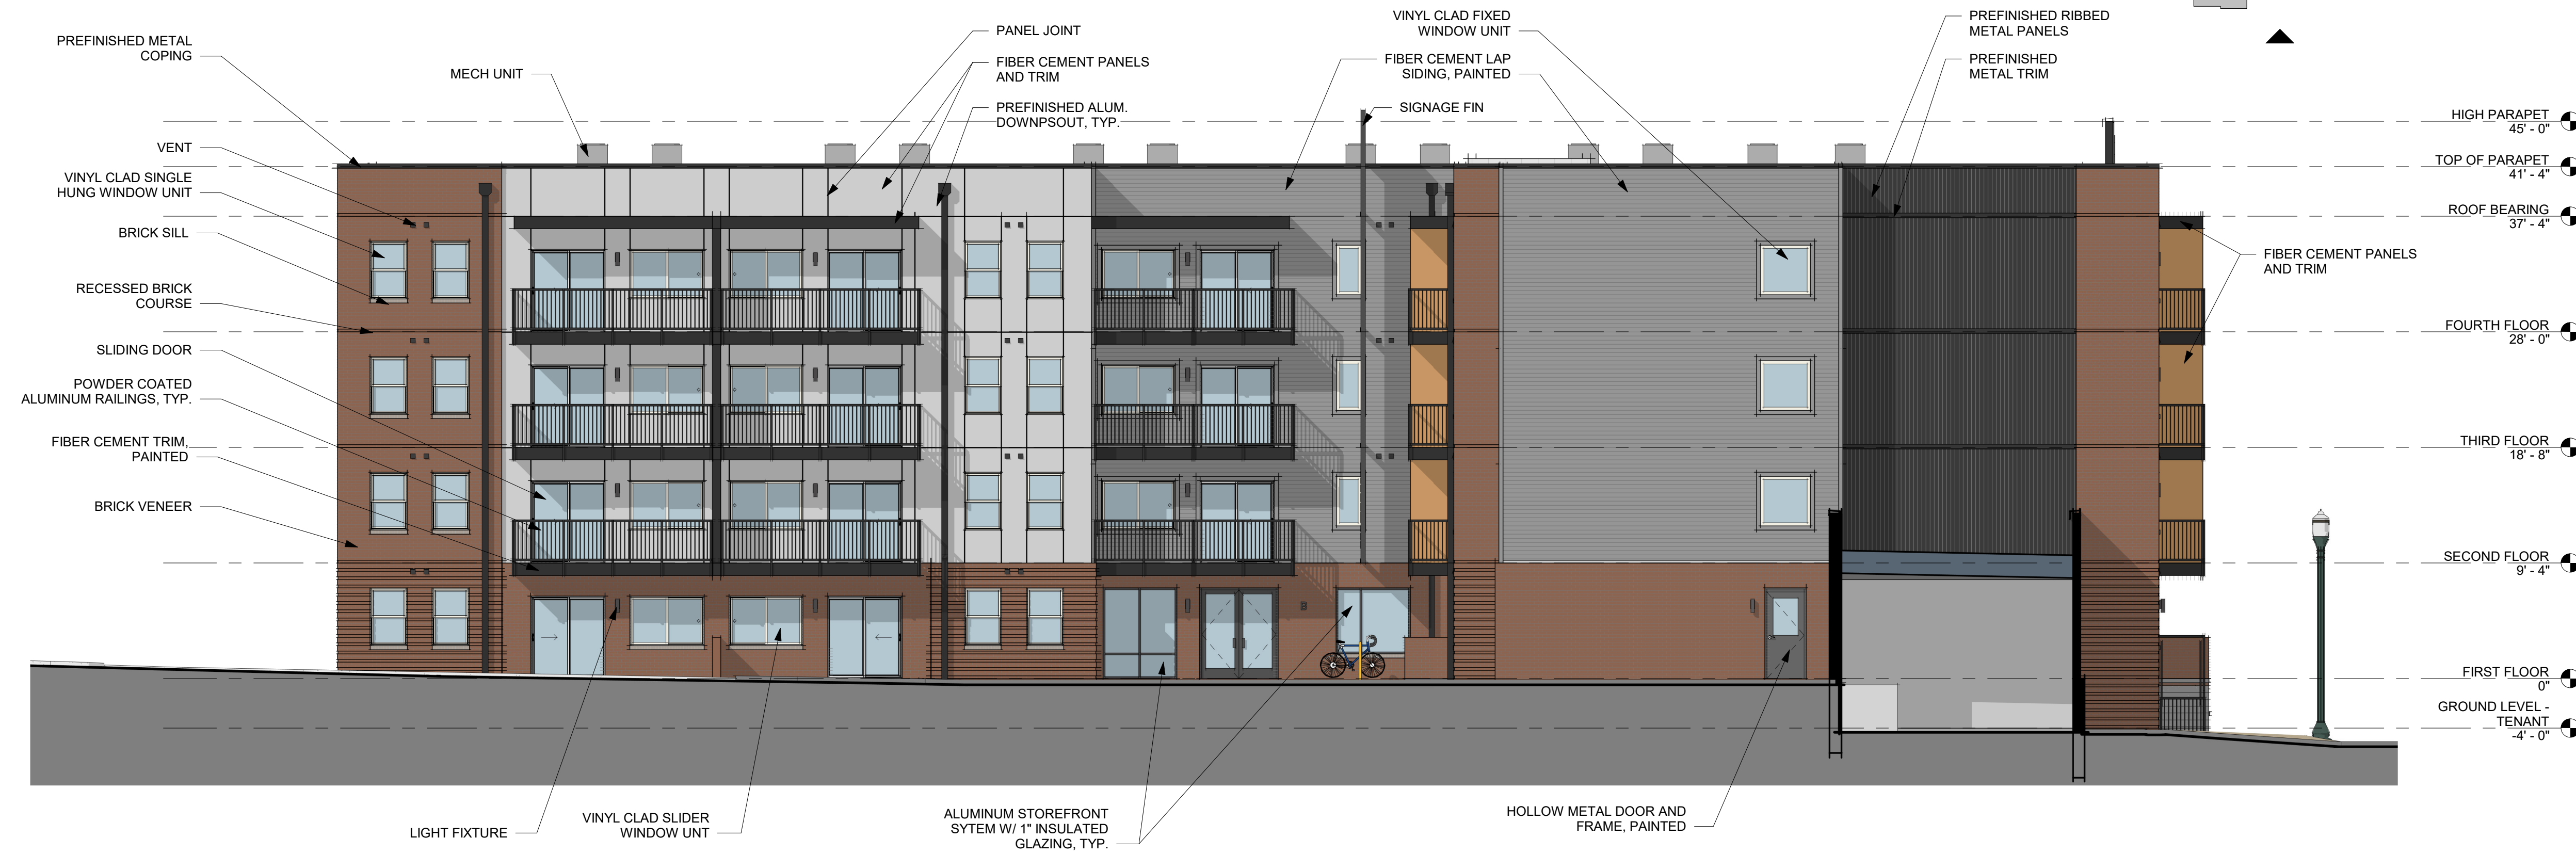 PREFINISHED METAL
COPING
MECH UNIT
VENT
VINYL CLAD SINGLE
HUNG WINDOW UNIT
BRICK SILL
RECESSED BRICK
COURSE
SLIDING DOOR
POWDER COATED
ALUMINUM RAILINGS, TYP.
FIBER CEMENT TRIM,
PAINTED
BRICK VENEER
PANEL JOINT
FIBER CEMENT PANELS
AND TRIM
PREFINISHED ALUM.
DOWNPSOUT, TYP.
VINYL CLAD FIXED
WINDOW UNIT
FIBER CEMENT LAP
SIDING, PAINTED
SIGNAGE FIN
PREFINISHED RIBBED
METAL PANELS
PREFINISHED
METAL TRIM
HIGH PARAPET
45' - 0"
TOP OF PARAPET
41' - 4"
ROOF BEARING
37' - 4"
FIBER CEMENT PANELS
AND TRIM
FOURTH FLOOR
28' - 0"
THIRD FLOOR
18' - 8"
SECOND FLOOR
9' - 4"
FIRST FLOOR
0"
GROUND LEVEL -
TENANT
-4' - 0"
LIGHT FIXTURE
VINYL CLAD SLIDER
WINDOW UNT
ALUMINUM STOREFRONT
SYTEM W/ 1" INSULATED
GLAZING, TYP.
HOLLOW METAL DOOR AND
FRAME, PAINTED